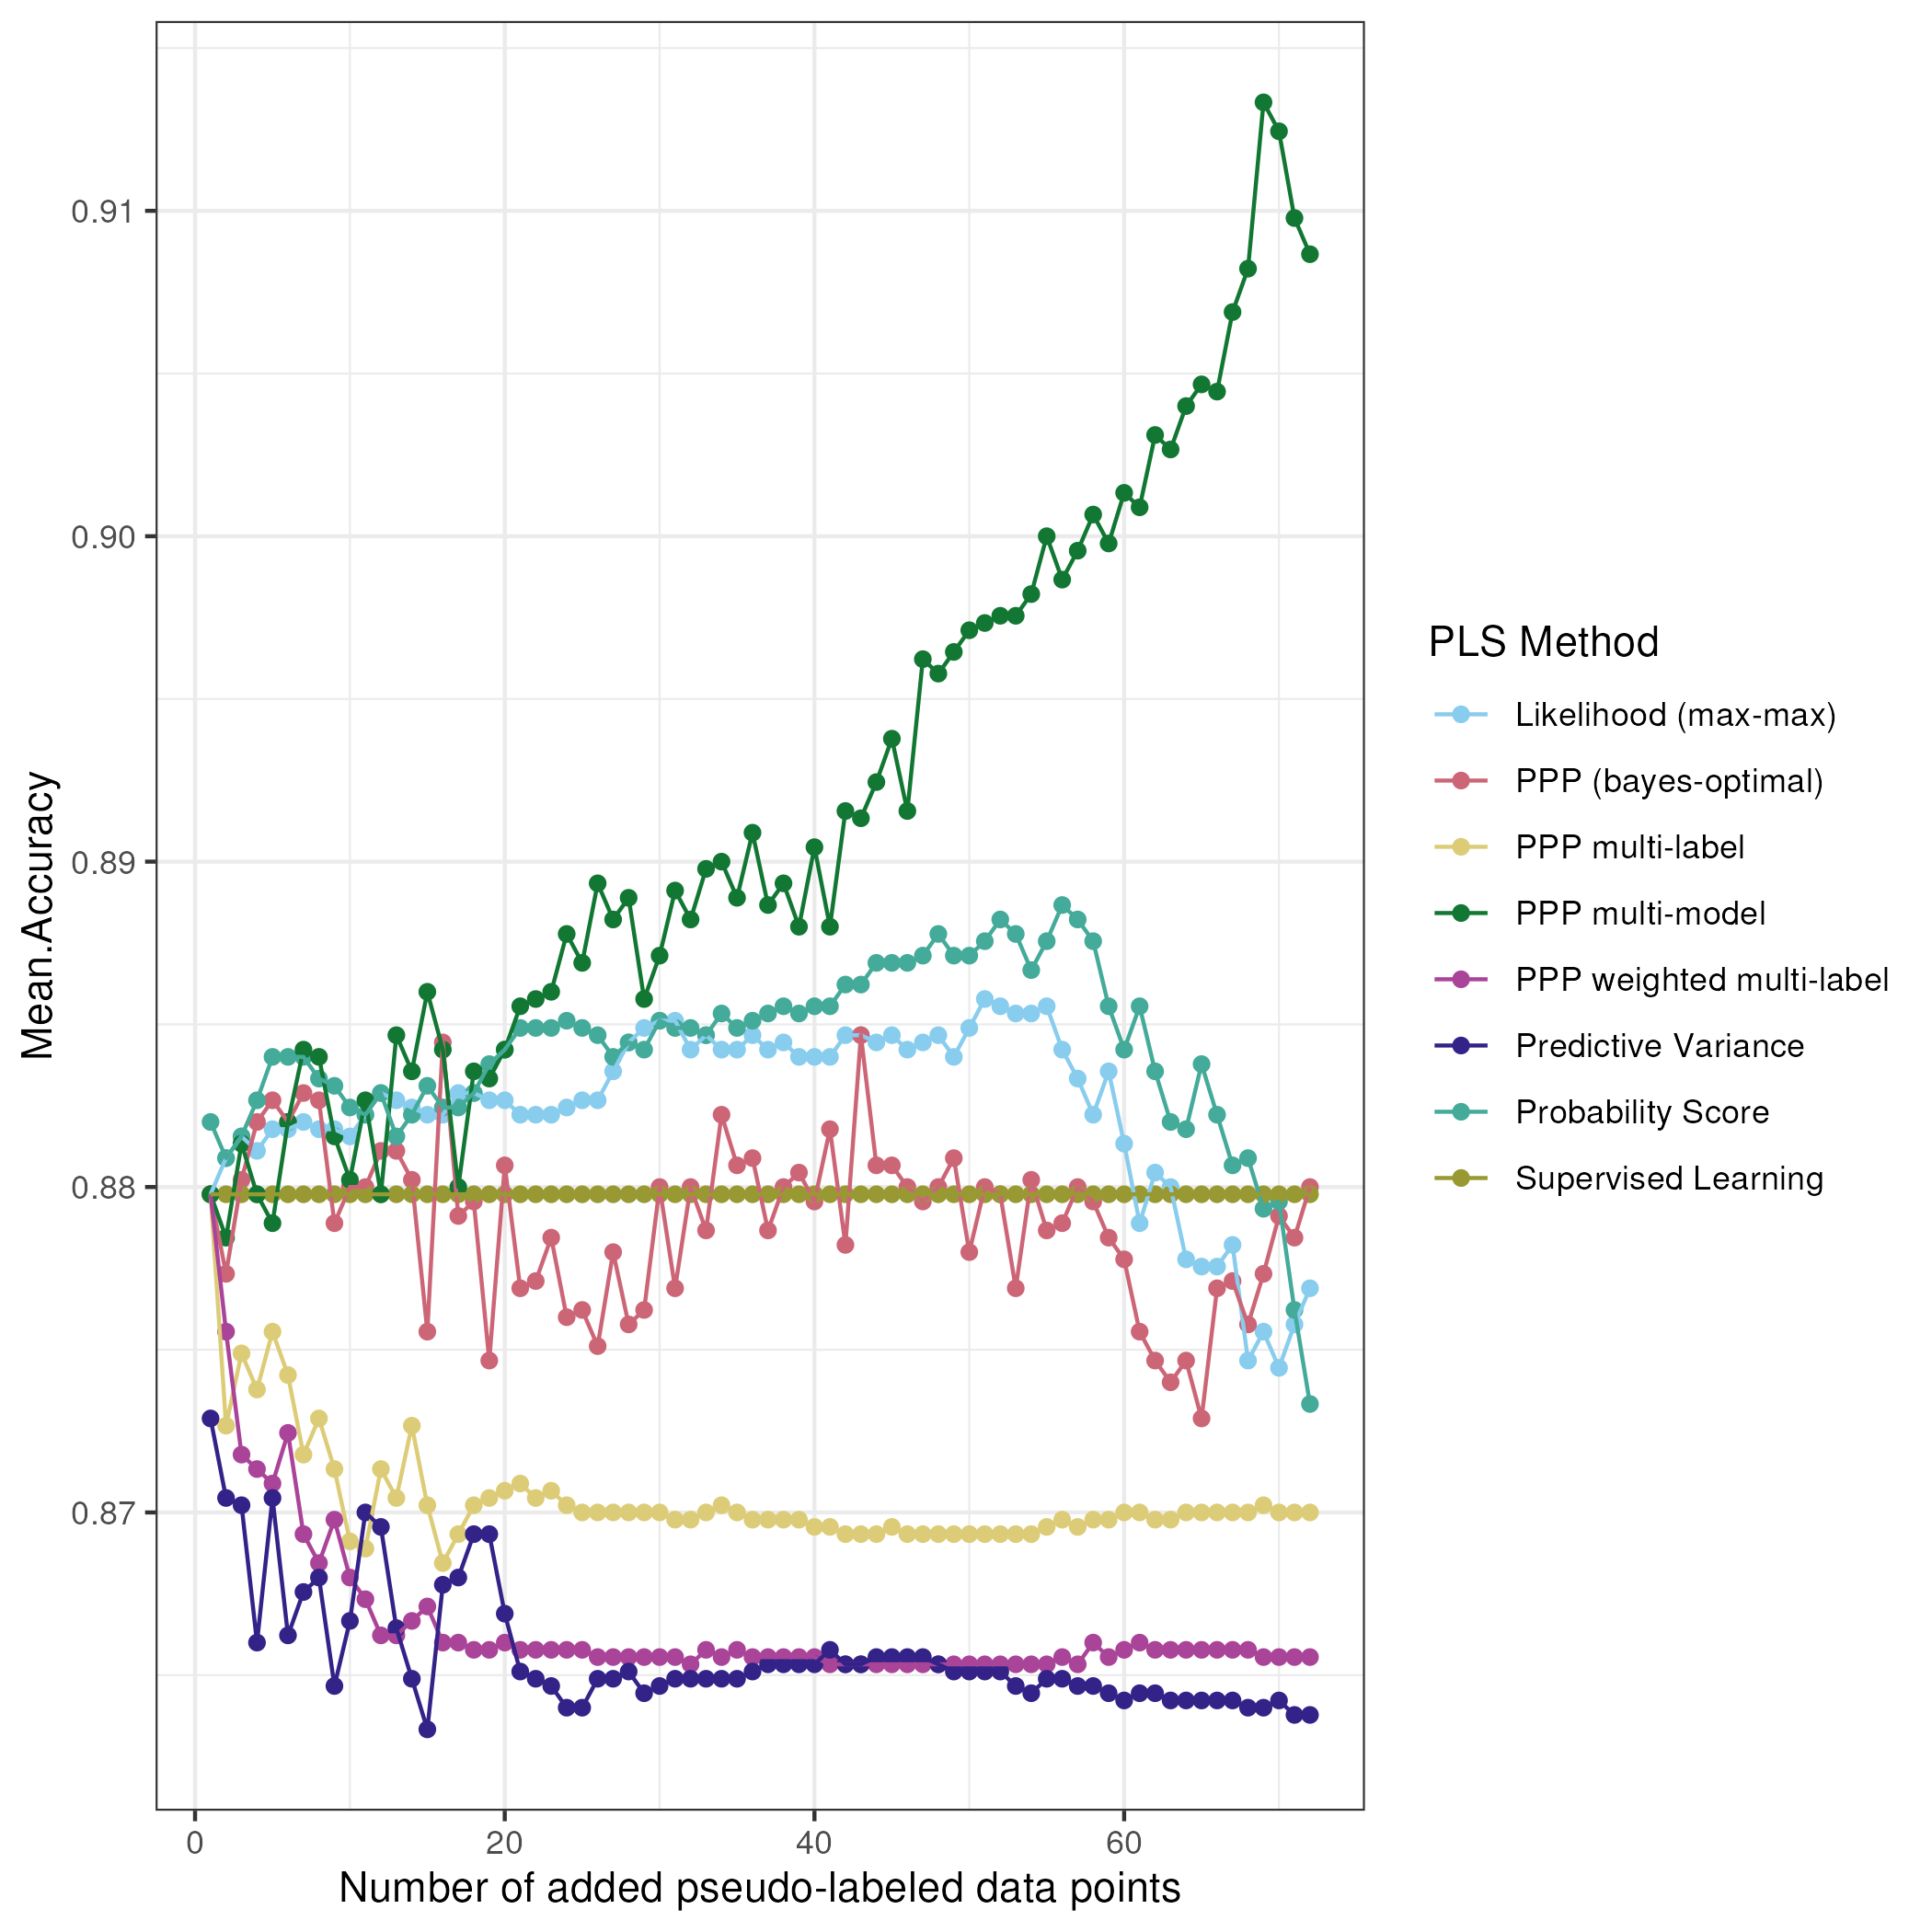 Mean.Accuracy
0.91
0.90
0.89
0.88
0.87
0
20
40
60
Number of added pseudo-labeled data points
PLS Method
Likelihood (max-max)
PPP (bayes-optimal)
PPP multi-label
PPP multi-model
PPP weighted multi-label
Predictive Variance
Probability Score
Supervised Learning